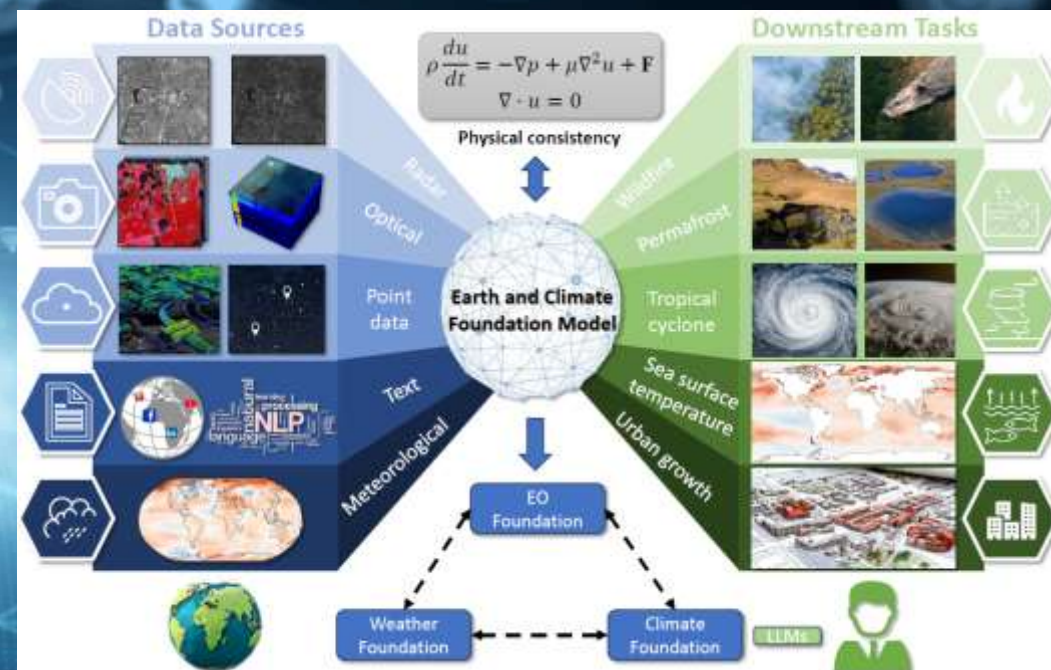 Data Sources
Downstream Tasks
ρ du/dt = −∇p + μ∇²u + F
∇ · u = 0
Physical consistency
Radar
Optical
Point
data
Text
Meteorological
Earth and Climate
Foundation Model
Wildfire
Permafrost
Tropical
cyclone
Sea surface
temperature
Urban growth
natural
language
processing
learning
NLP
EO
Foundation
Weather
Foundation
Climate
Foundation
LLMs